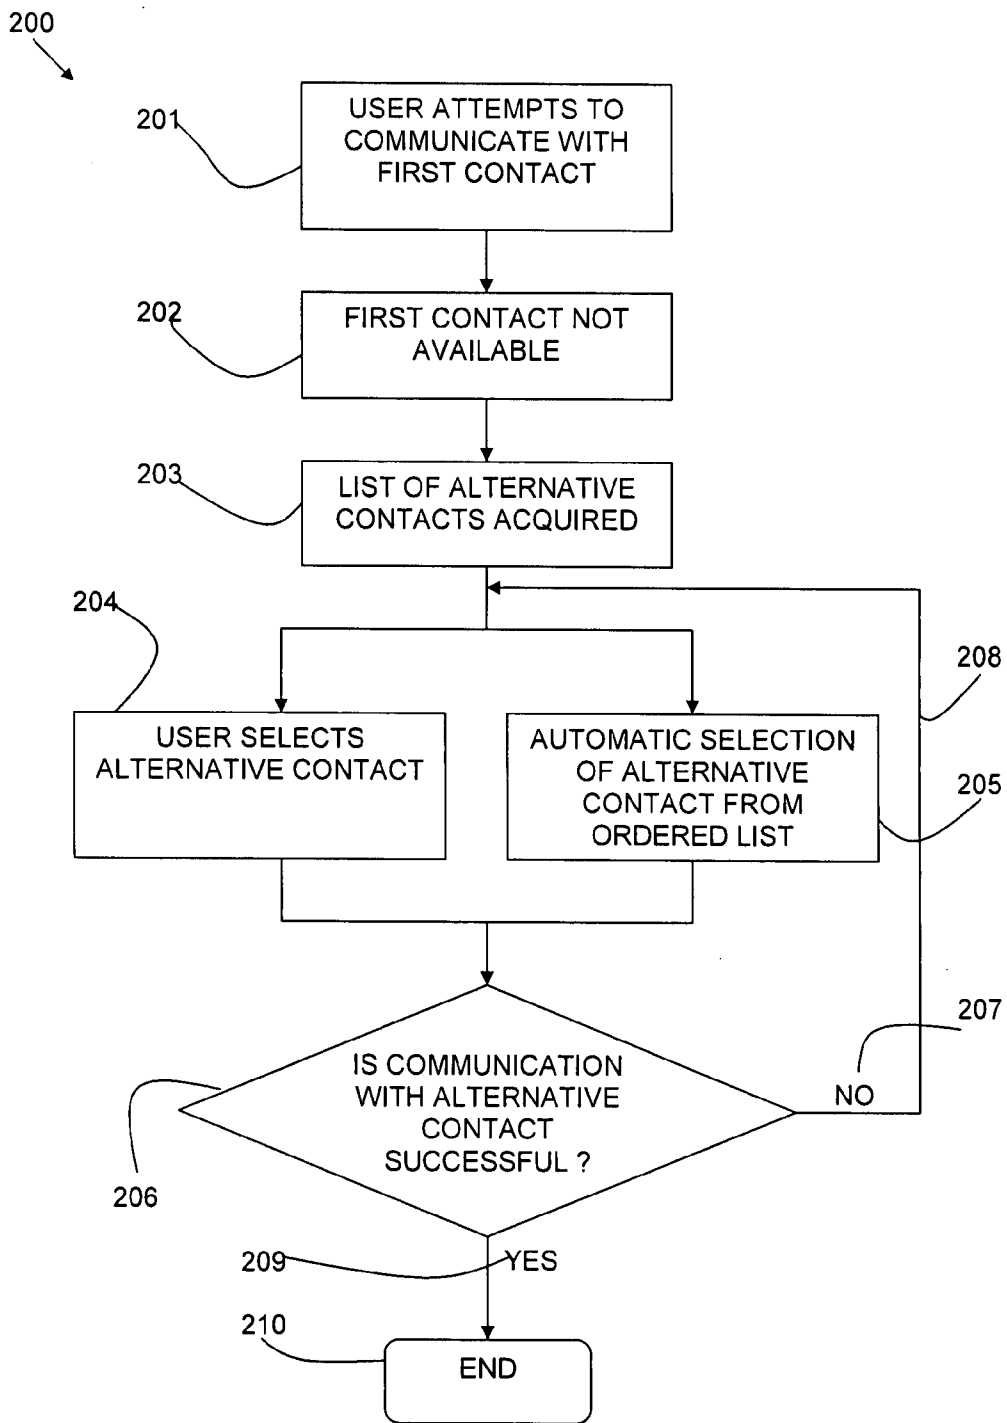 200
201
USER ATTEMPTS TO
COMMUNICATE WITH
FIRST CONTACT
202
FIRST CONTACT NOT
AVAILABLE
203
LIST OF ALTERNATIVE
CONTACTS ACQUIRED
204
208
USER SELECTS
ALTERNATIVE CONTACT
AUTOMATIC SELECTION
OF ALTERNATIVE
CONTACT FROM
ORDERED LIST
205
207
IS COMMUNICATION
WITH ALTERNATIVE
CONTACT
SUCCESSFUL ?
NO
206
209
YES
210
END